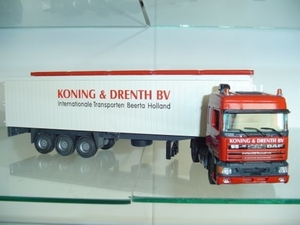 KONING & DRENTH BV
Internationale Transporten Beerta Holland
KONING & DRENTH BV
DAF